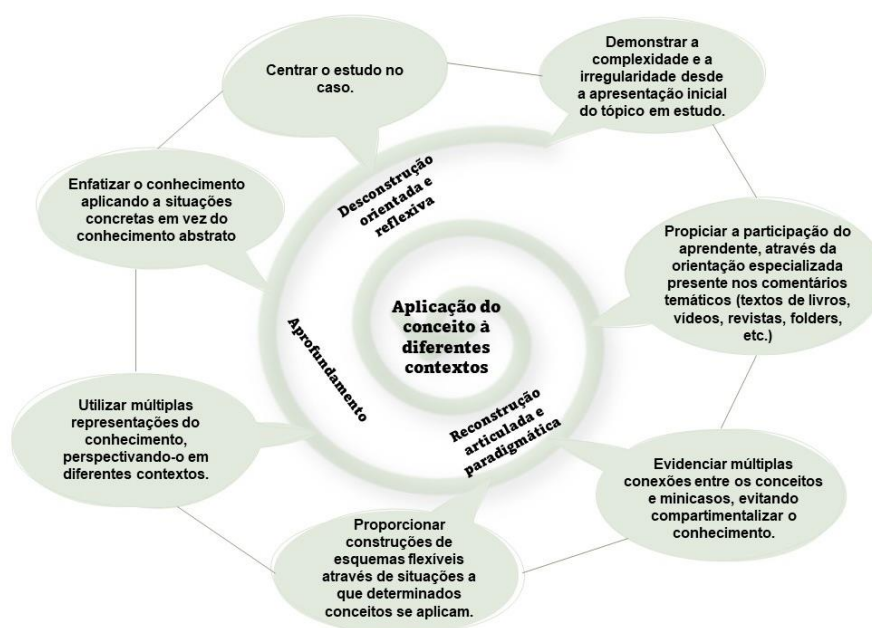 Centrar o estudo no
caso.
Demonstrar a
complexidade e a
irregularidade desde
a apresentação inicial
do tópico em estudo.
Enfatizar o conhecimento
aplicando a situações
concretas em vez do
conhecimento abstrato
Desconstrução
orientada e
reflexiva
Propiciar a participação do
aprendente, através da
orientação especializada
presente nos comentários
temáticos (textos de livros,
vídeos, revistas, folders,
etc.)
Aplicação do
conceito à
diferentes
contextos
Aprofundamento
Utilizar múltiplas
representações do
conhecimento,
perspectivando-o em
diferentes contextos.
Reconstrução
articulada e
paradigmática
Evidenciar múltiplas
conexões entre os conceitos
e minicasos, evitando
compartimentalizar o
conhecimento.
Proporcionar
construções de
esquemas flexíveis
através de situações a
que determinados
conceitos se aplicam.